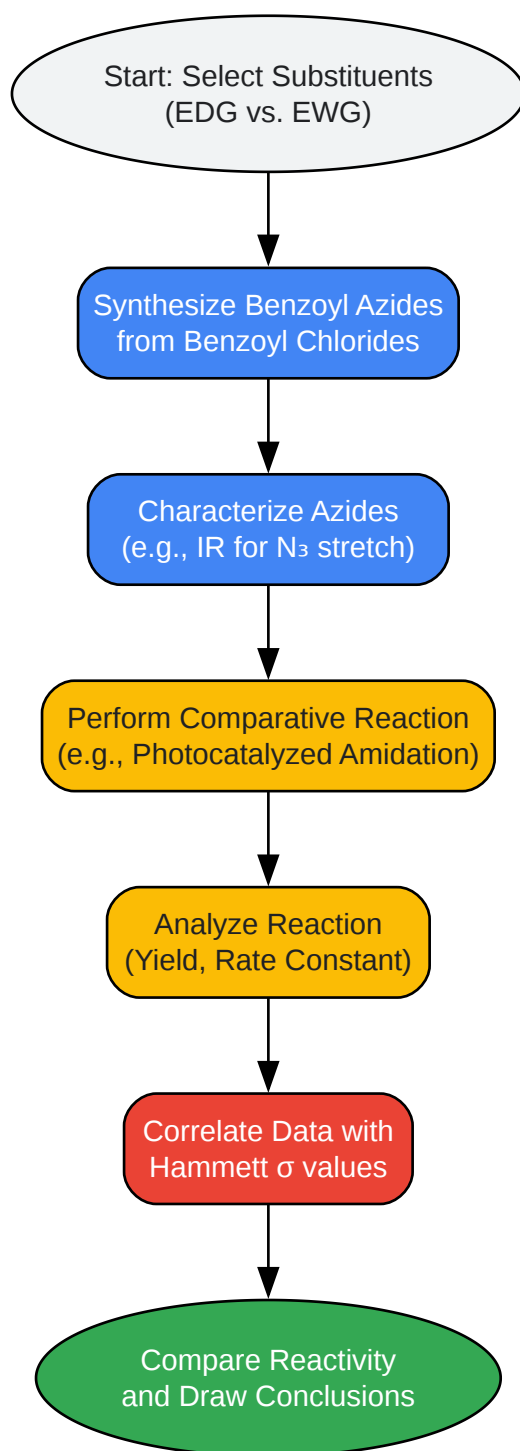 Start: Select Substituents
(EDG vs. EWG)
Synthesize Benzoyl Azides
from Benzoyl Chlorides
Characterize Azides
(e.g., IR for N₃ stretch)
Perform Comparative Reaction
(e.g., Photocatalyzed Amidation)
Analyze Reaction
(Yield, Rate Constant)
Correlate Data with
Hammett σ values
Compare Reactivity
and Draw Conclusions